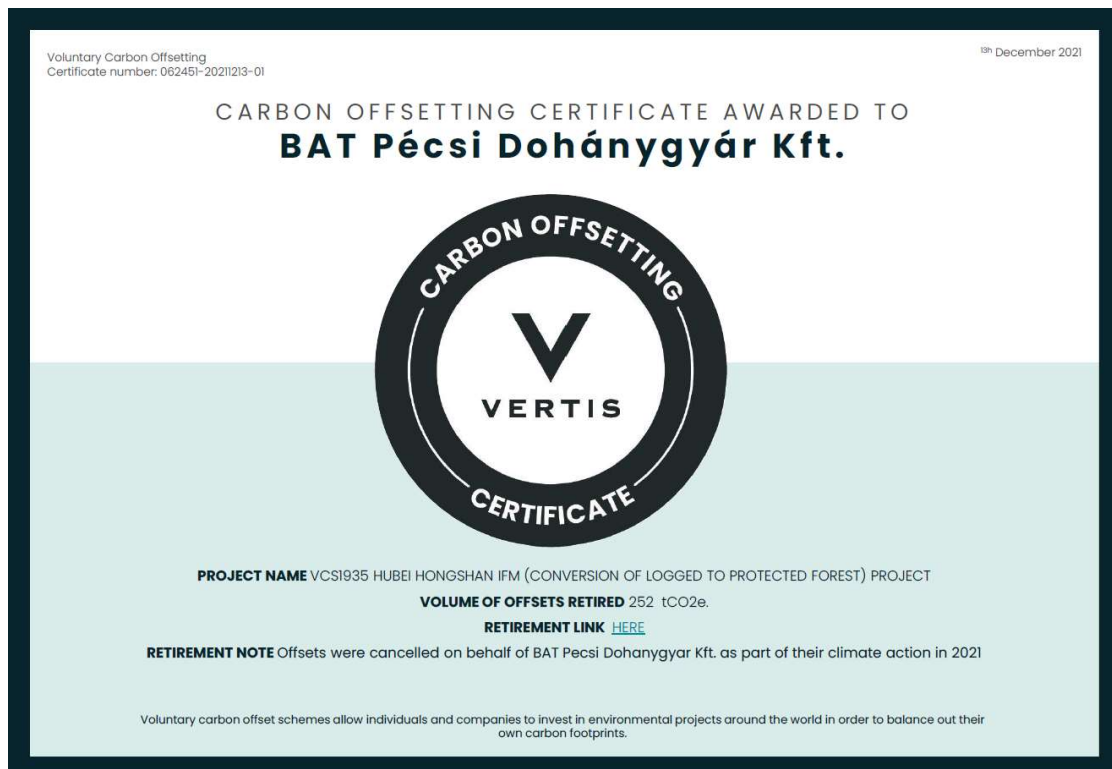 Voluntary Carbon Offsetting
Certificate number: 062451-20211213-01
13h December 2021
CARBON OFFSETTING CERTIFICATE AWARDED TO
BAT Pécsi Dohánygyár Kft.
CARBON OFFSETTING
V
VERTIS
CERTIFICATE
PROJECT NAME VCS1935 HUBEI HONGSHAN IFM (CONVERSION OF LOGGED TO PROTECTED FOREST) PROJECT
VOLUME OF OFFSETS RETIRED 252 tCO2e.
RETIREMENT LINK HERE
RETIREMENT NOTE Offsets were cancelled on behalf of BAT Pecsi Dohanygyar Kft. as part of their climate action in 2021
Voluntary carbon offset schemes allow individuals and companies to invest in environmental projects around the world in order to balance out their
own carbon footprints.